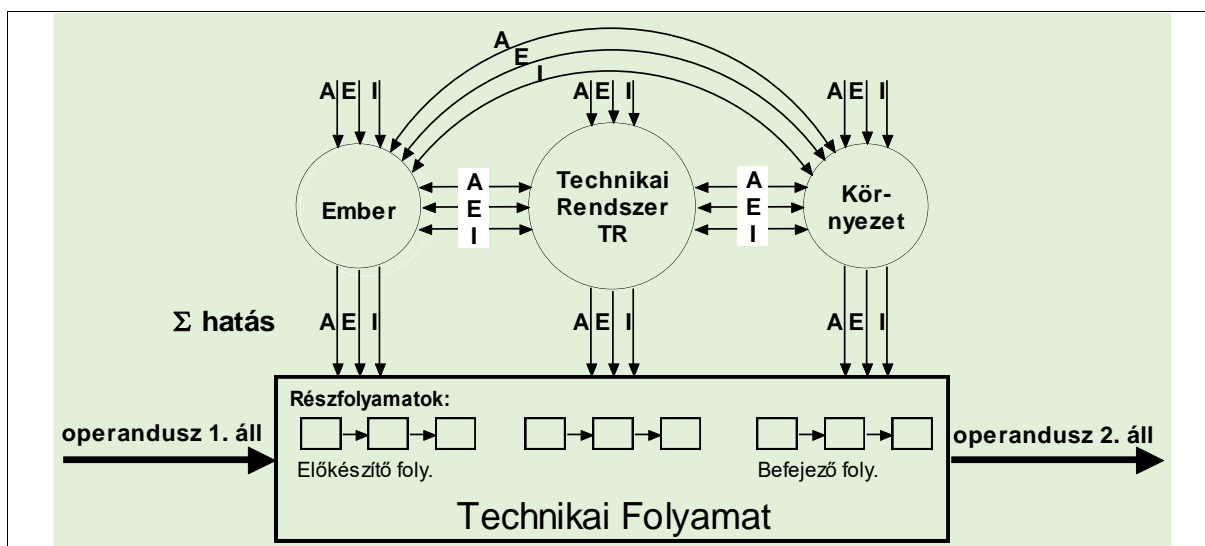 A
E
I
A E I
A E I
A E I
Ember
A
E
I
Technikai
Rendszer
TR
A
E
I
Kör-
nyezet
Σ hatás
A E I
A E I
A E I
Részfolyamatok:
operandusz 1. áll
operandusz 2. áll
Előkészítő foly.
Befejező foly.
Technikai Folyamat